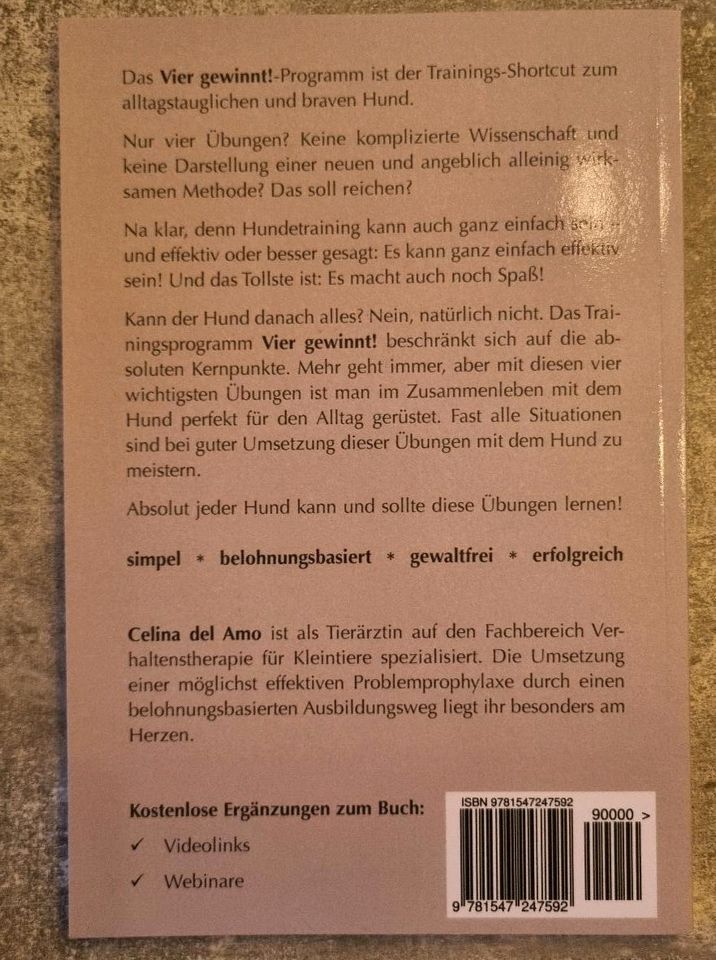 Das Vier gewinnt!-Programm ist der Trainings-Shortcut zum
alltagstauglichen und braven Hund.
Nur vier Übungen? Keine komplizierte Wissenschaft und
keine Darstellung einer neuen und angeblich alleinig wirk-
samen Methode? Das soll reichen?
Na klar, denn Hundetraining kann auch ganz einfach sein –
und effektiv oder besser gesagt: Es kann ganz einfach effektiv
sein! Und das Tollste ist: Es macht auch noch Spaß!
Kann der Hund danach alles? Nein, natürlich nicht. Das Trai-
ningsprogramm Vier gewinnt! beschränkt sich auf die ab-
soluten Kernpunkte. Mehr geht immer, aber mit diesen vier
wichtigsten Übungen ist man im Zusammenleben mit dem
Hund perfekt für den Alltag gerüstet. Fast alle Situationen
sind bei guter Umsetzung dieser Übungen mit dem Hund zu
meistern.
Absolut jeder Hund kann und sollte diese Übungen lernen!
simpel * belohnungsbasiert * gewaltfrei * erfolgreich
Celina del Amo ist als Tierärztin auf den Fachbereich Ver-
haltenstherapie für Kleintiere spezialisiert. Die Umsetzung
einer möglichst effektiven Problemprophylaxe durch einen
belohnungsbasierten Ausbildungsweg liegt ihr besonders am
Herzen.
Kostenlose Ergänzungen zum Buch:
✓ Videolinks
✓ Webinare
ISBN 9781547247592
90000 >
9 781547 247592